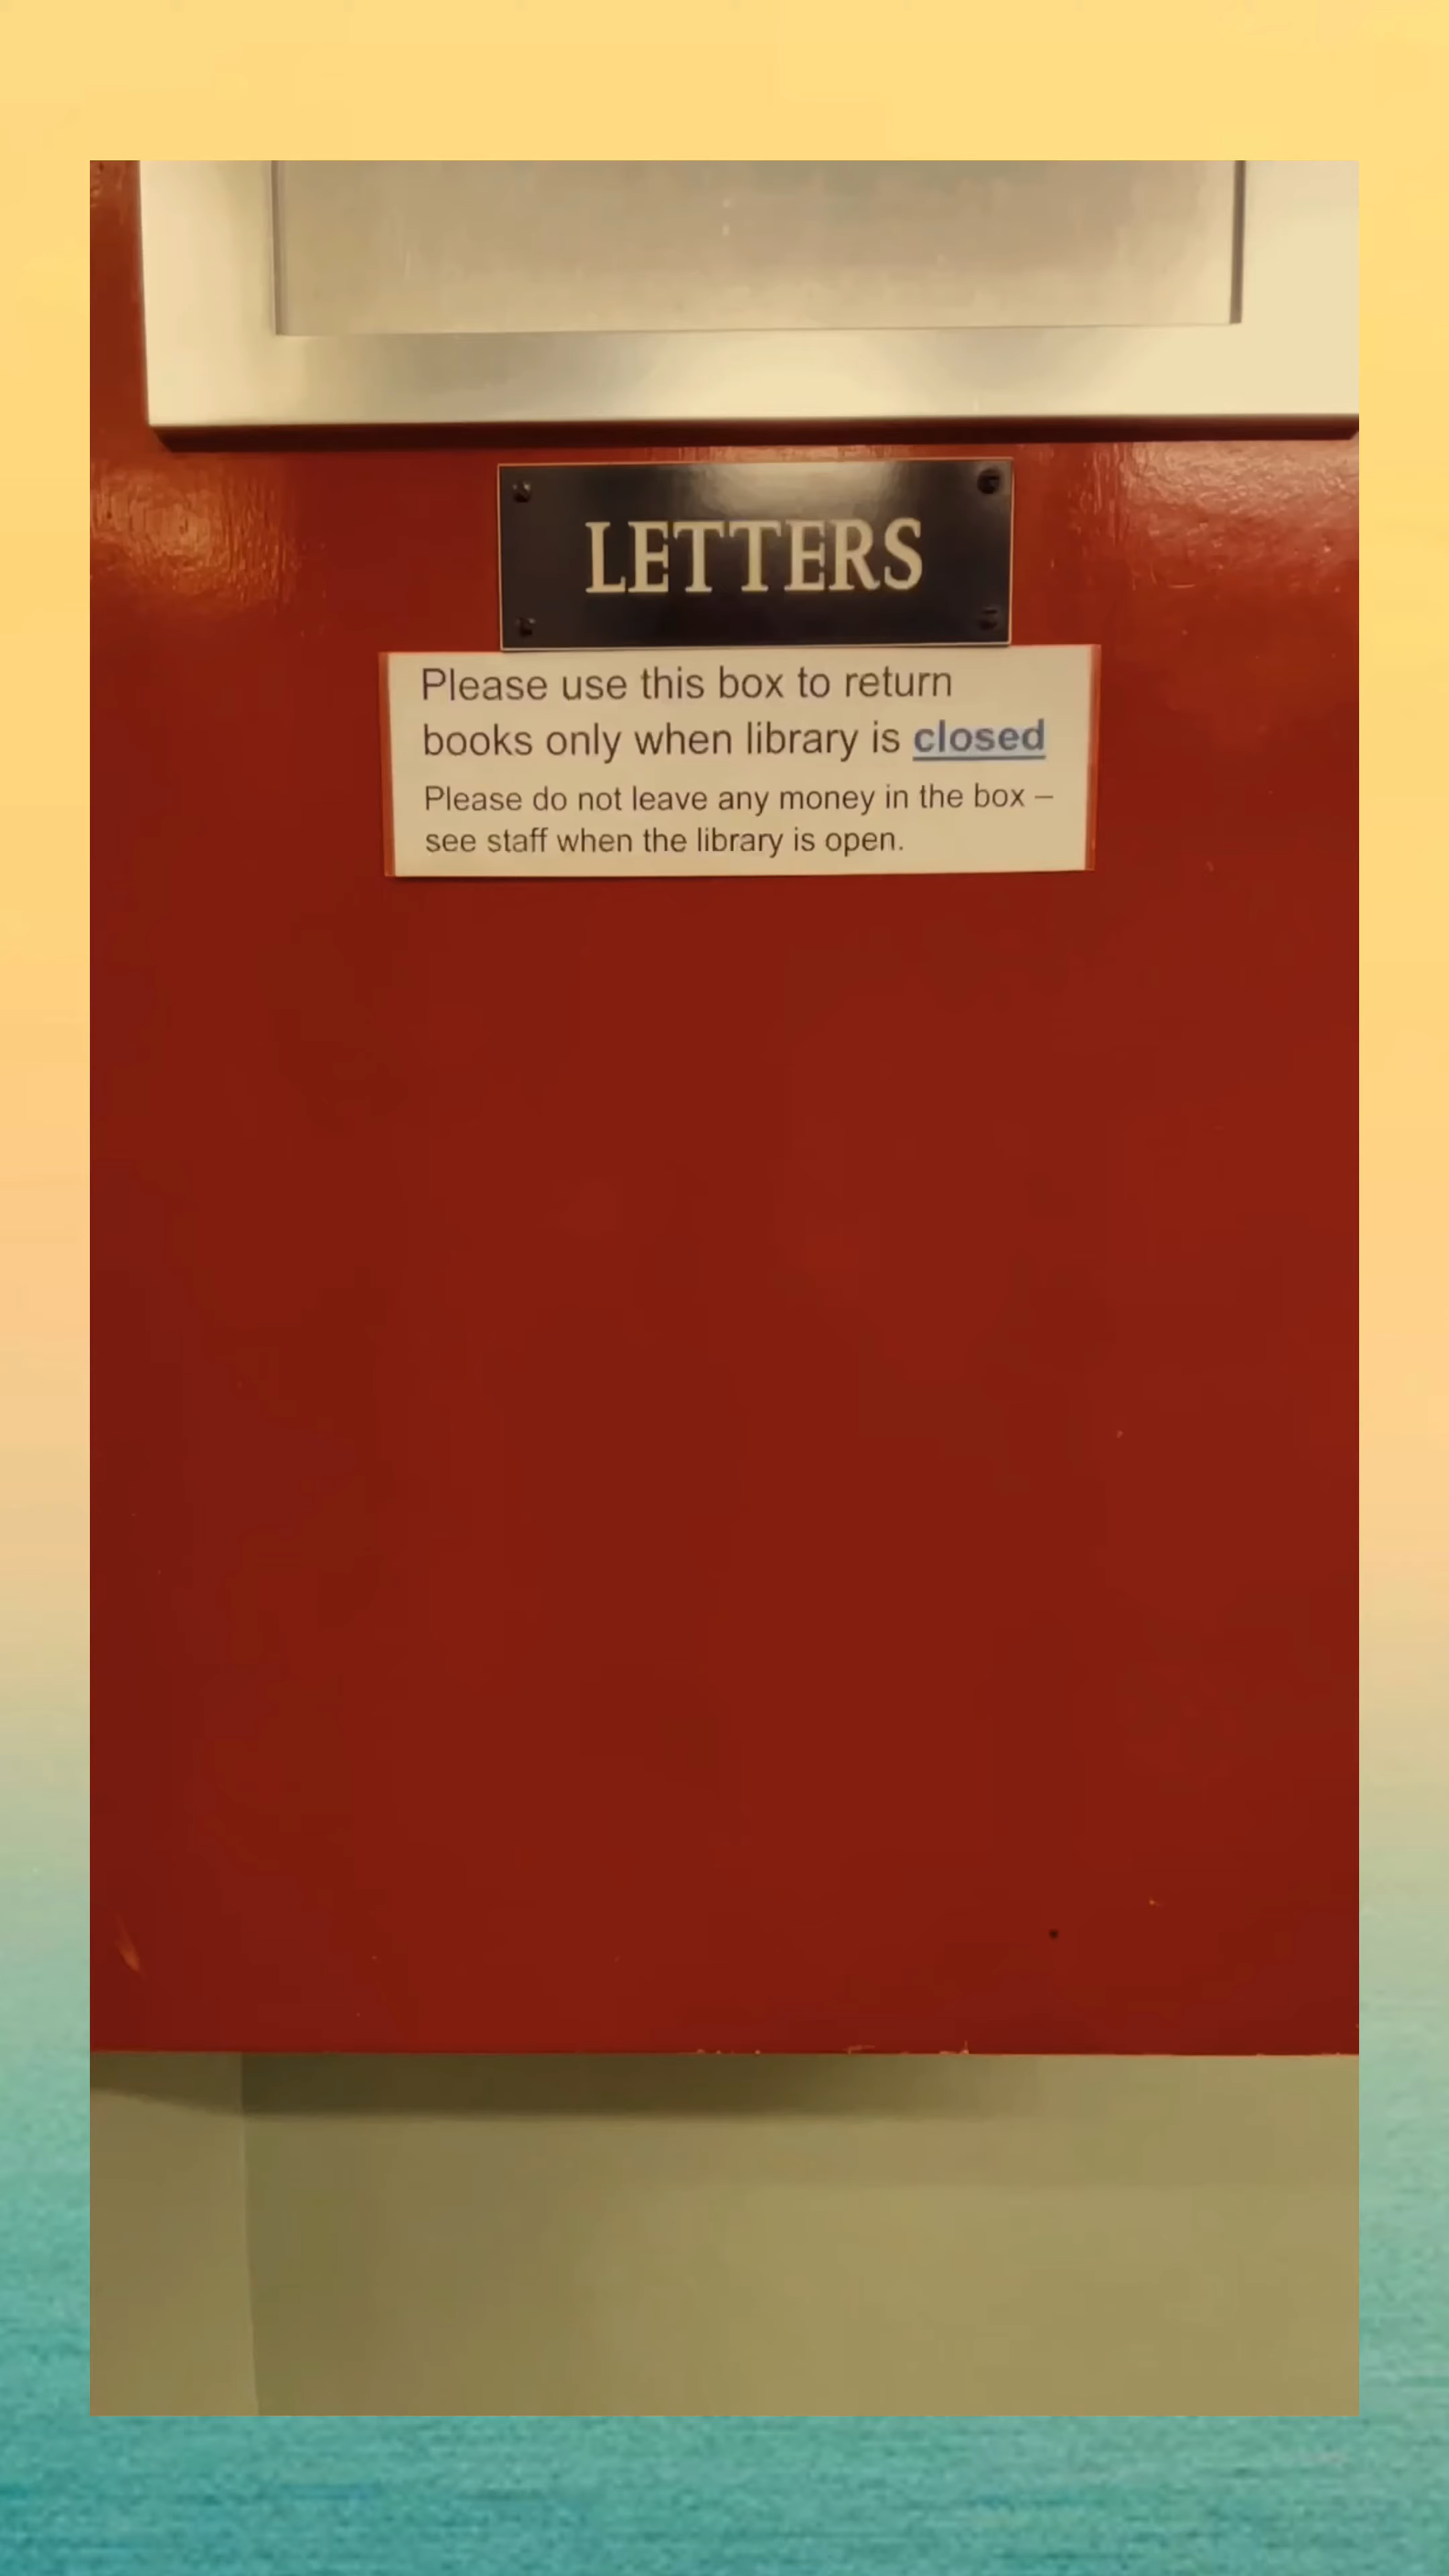 LETTERS
Please use this box to return
books only when library is closed
Please do not leave any money in the box –
see staff when the library is open.